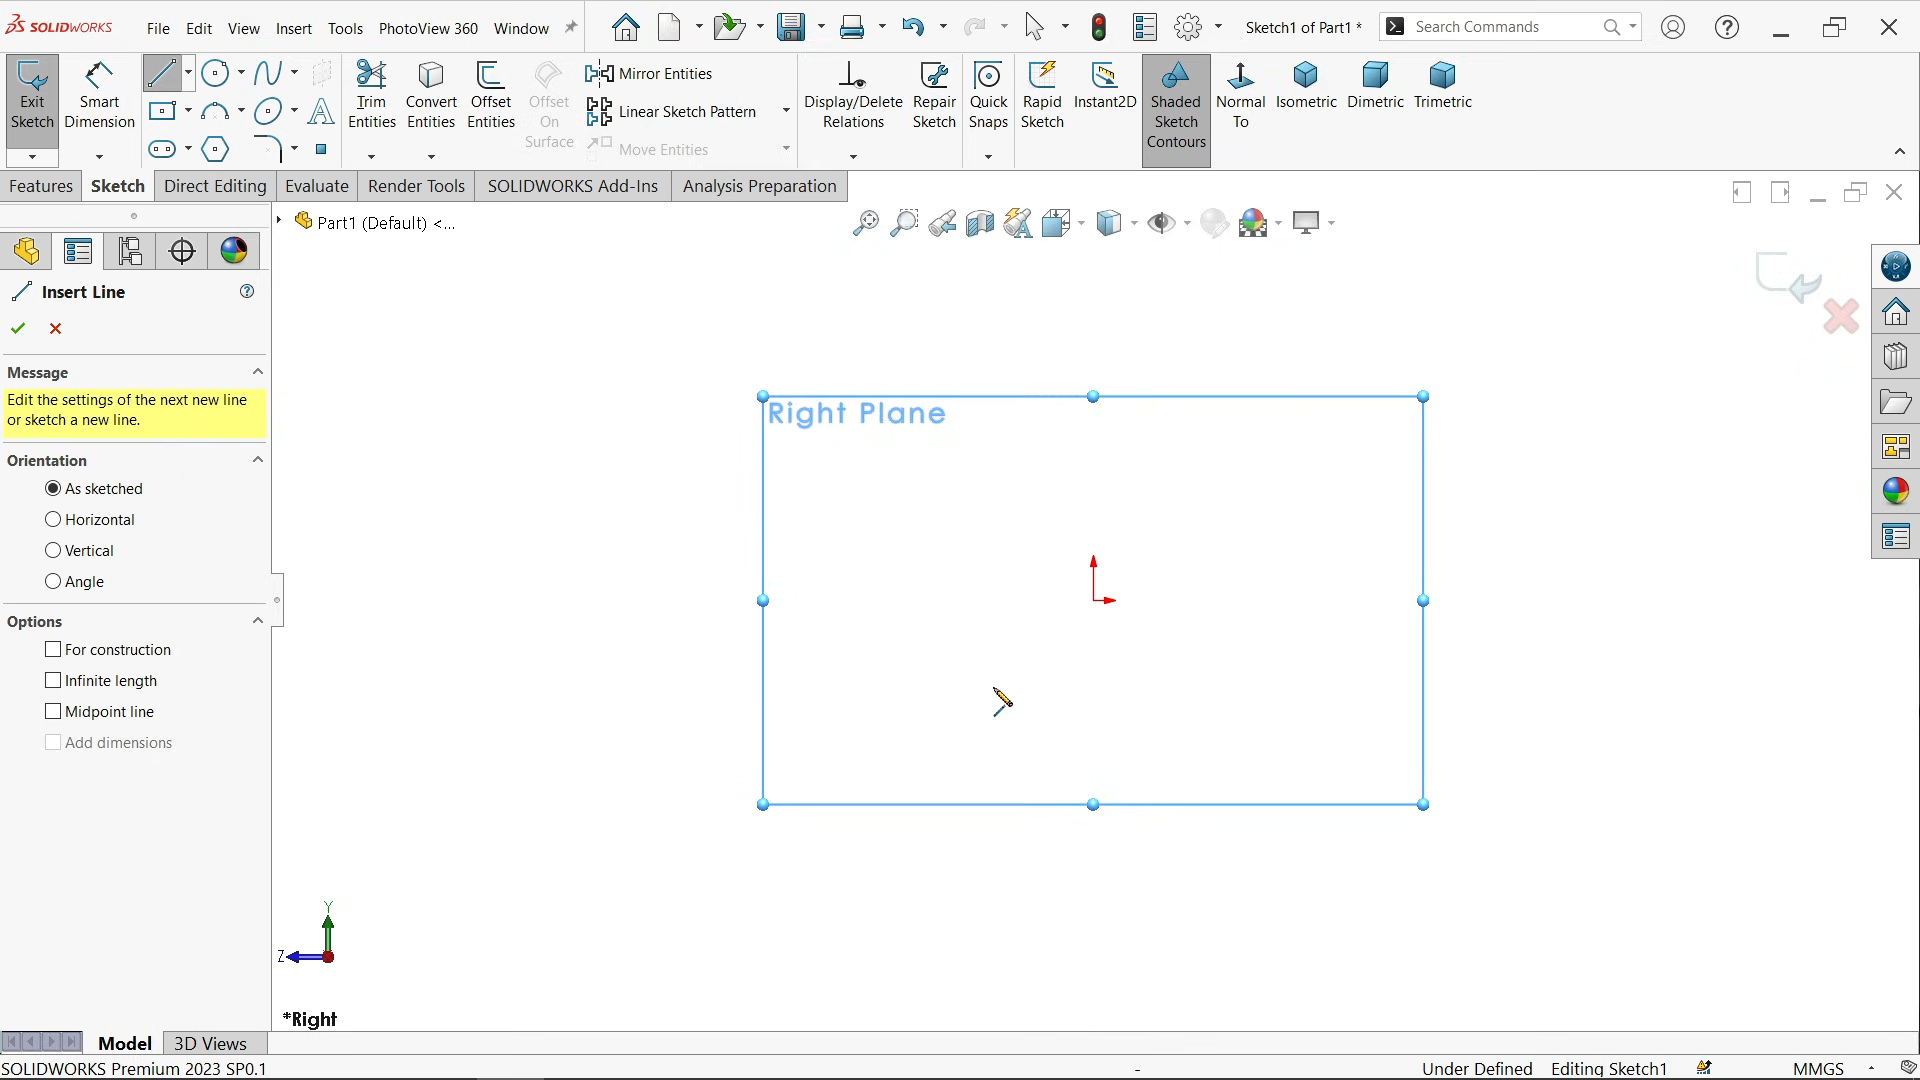 SOLIDWORKS
File Edit View Insert Tools PhotoView 360 Window
Sketch1 of Part1 *
Search Commands
Exit Sketch
Smart Dimension
Trim Entities
Convert Entities
Offset Entities
Offset On Surface
Mirror Entities
Linear Sketch Pattern
Move Entities
Display/Delete Relations
Repair Sketch
Quick Snaps
Rapid Sketch
Instant2D
Shaded Sketch Contours
Normal To
Isometric
Dimetric
Trimetric
Features Sketch Direct Editing Evaluate Render Tools SOLIDWORKS Add-Ins Analysis Preparation
Part1 (Default) <...
Insert Line
Message
Edit the settings of the next new line
or sketch a new line.
Orientation
As sketched
Horizontal
Vertical
Angle
Options
For construction
Infinite length
Midpoint line
Add dimensions
Right Plane
Y
Z
*Right
Model 3D Views
SOLIDWORKS Premium 2023 SP0.1
- Under Defined Editing Sketch1 MMGS